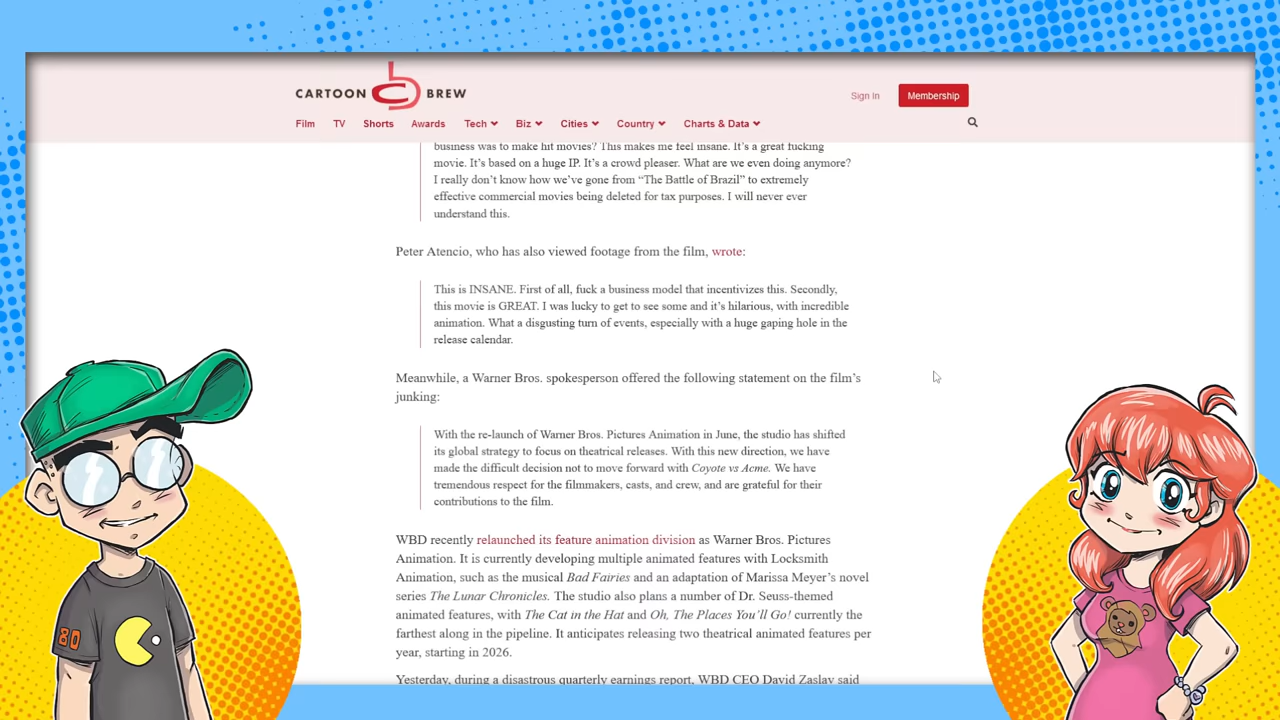 CARTOON BREW
Sign In
Membership
Film TV Shorts Awards Tech Biz Cities Country Charts & Data
business was to make hit movies? This makes me feel insane. It's a great fucking
movie. It's based on a huge IP. It's a crowd pleaser. What are we even doing anymore?
I really don't know how we've gone from “The Battle of Brazil” to extremely
effective commercial movies being deleted for tax purposes. I will never ever
understand this.
Peter Atencio, who has also viewed footage from the film, wrote:
This is INSANE. First of all, fuck a business model that incentivizes this. Secondly,
this movie is GREAT. I was lucky to get to see some and it's hilarious, with incredible
animation. What a disgusting turn of events, especially with a huge gaping hole in the
release calendar.
Meanwhile, a Warner Bros. spokesperson offered the following statement on the film's
junking:
With the re-launch of Warner Bros. Pictures Animation in June, the studio has shifted
its global strategy to focus on theatrical releases. With this new direction, we have
made the difficult decision not to move forward with Coyote vs Acme. We have
tremendous respect for the filmmakers, casts, and crew, and are grateful for their
contributions to the film.
WBD recently relaunched its feature animation division as Warner Bros. Pictures
Animation. It is currently developing multiple animated features with Locksmith
Animation, such as the musical Bad Fairies and an adaptation of Marissa Meyer's novel
series The Lunar Chronicles. The studio also plans a number of Dr. Seuss-themed
animated features, with The Cat in the Hat and Oh, The Places You'll Go! currently the
farthest along in the pipeline. It anticipates releasing two theatrical animated features per
year, starting in 2026.
Yesterday, during a disastrous quarterly earnings report, WBD CEO David Zaslav said
80